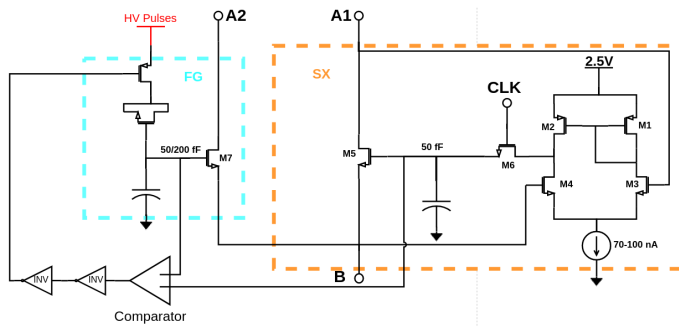 HV Pulses
A2
A1
FG
SX
2.5V
CLK
M2
M1
50/200 fF
M7
M5
50 fF
M6
M4
M3
70-100 nA
B
INV
INV
Comparator